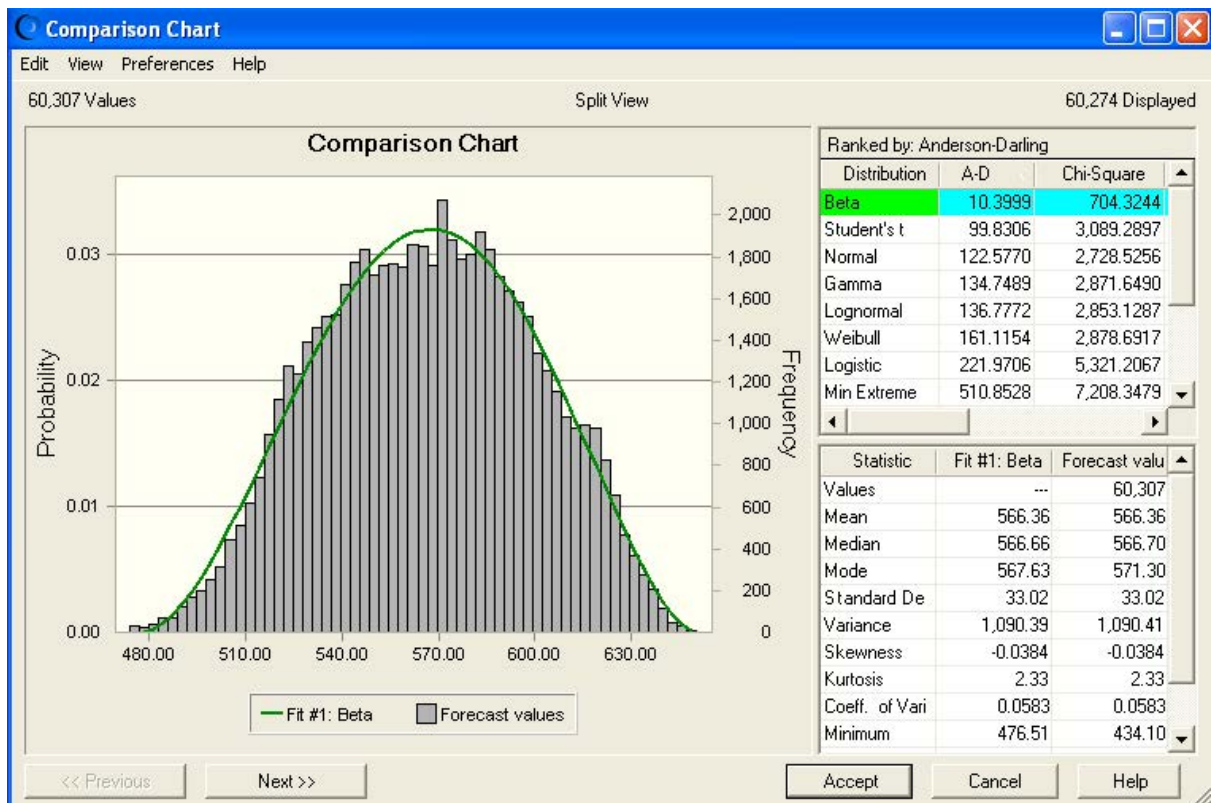 Comparison Chart
Edit View Preferences Help
60,307 Values Split View 60,274 Displayed
Comparison Chart
Probability
0.03
0.02
0.01
0.00
480.00 510.00 540.00 570.00 600.00 630.00
Frequency
2,000
1,800
1,600
1,400
1,200
1,000
800
600
400
200
0
Fit #1: Beta Forecast values
Ranked by: Anderson-Darling
Distribution A-D Chi-Square
Beta 10.3999 704.3244
Student's t 99.8306 3,089.2897
Normal 122.5770 2,728.5256
Gamma 134.7489 2,871.6490
Lognormal 136.7772 2,853.1287
Weibull 161.1154 2,878.6917
Logistic 221.9706 5,321.2067
Min Extreme 510.8528 7,208.3479
Statistic Fit #1: Beta Forecast valu
Values --- 60,307
Mean 566.36 566.36
Median 566.66 566.70
Mode 567.63 571.30
Standard De 33.02 33.02
Variance 1,090.39 1,090.41
Skewness -0.0384 -0.0384
Kurtosis 2.33 2.33
Coeff. of Vari 0.0583 0.0583
Minimum 476.51 434.10
<< Previous Next >> Accept Cancel Help